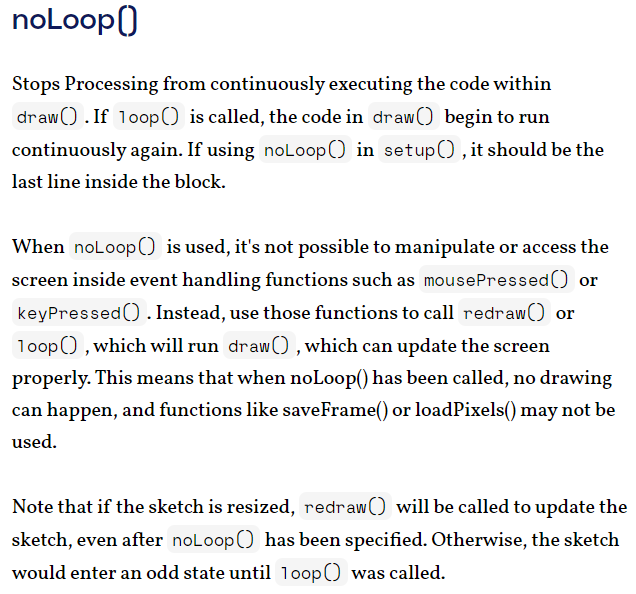 noLoop()
Stops Processing from continuously executing the code within
draw() . If loop() is called, the code in draw() begin to run
continuously again. If using noLoop() in setup() , it should be the
last line inside the block.
When noLoop() is used, it's not possible to manipulate or access the
screen inside event handling functions such as mousePressed() or
keyPressed() . Instead, use those functions to call redraw() or
loop() , which will run draw() , which can update the screen
properly. This means that when noLoop() has been called, no drawing
can happen, and functions like saveFrame() or loadPixels() may not be
used.
Note that if the sketch is resized, redraw() will be called to update the
sketch, even after noLoop() has been specified. Otherwise, the sketch
would enter an odd state until loop() was called.